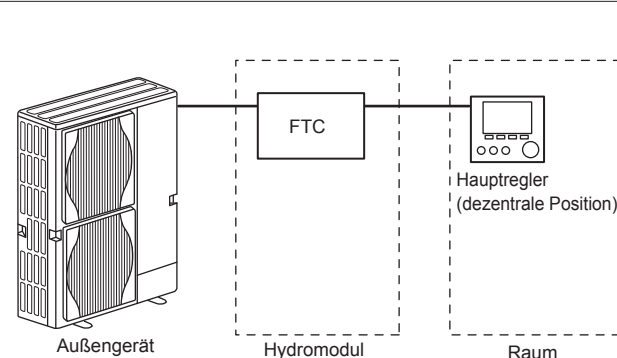 FTC
Hauptregler
(dezentrale Position)
Außengerät
Hydromodul
Raum